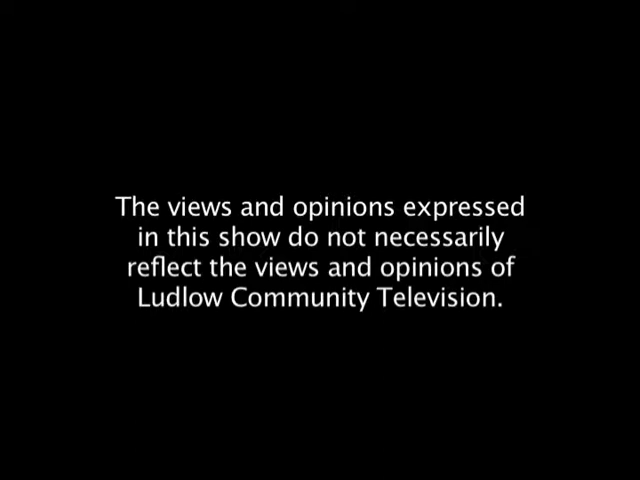 The views and opinions expressed
in this show do not necessarily
reflect the views and opinions of
Ludlow Community Television.